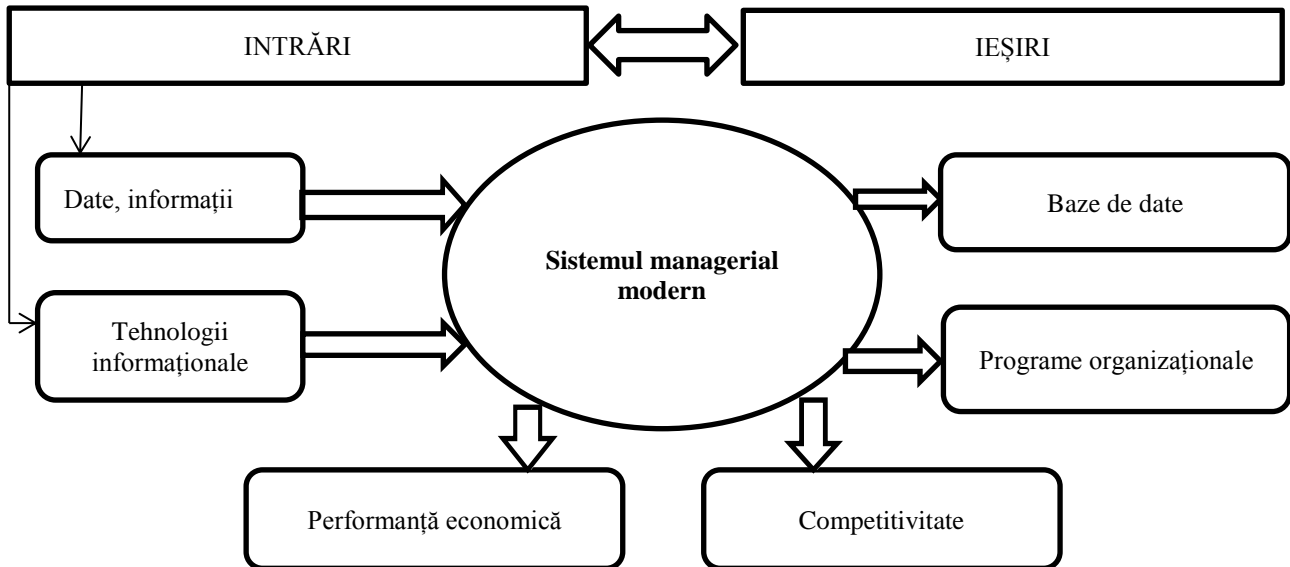 INTRĂRI
IEȘIRI
Date, informații
Baze de date
Sistemul managerial
modern
Tehnologii
informaționale
Programe organizaționale
Performanță economică
Competitivitate